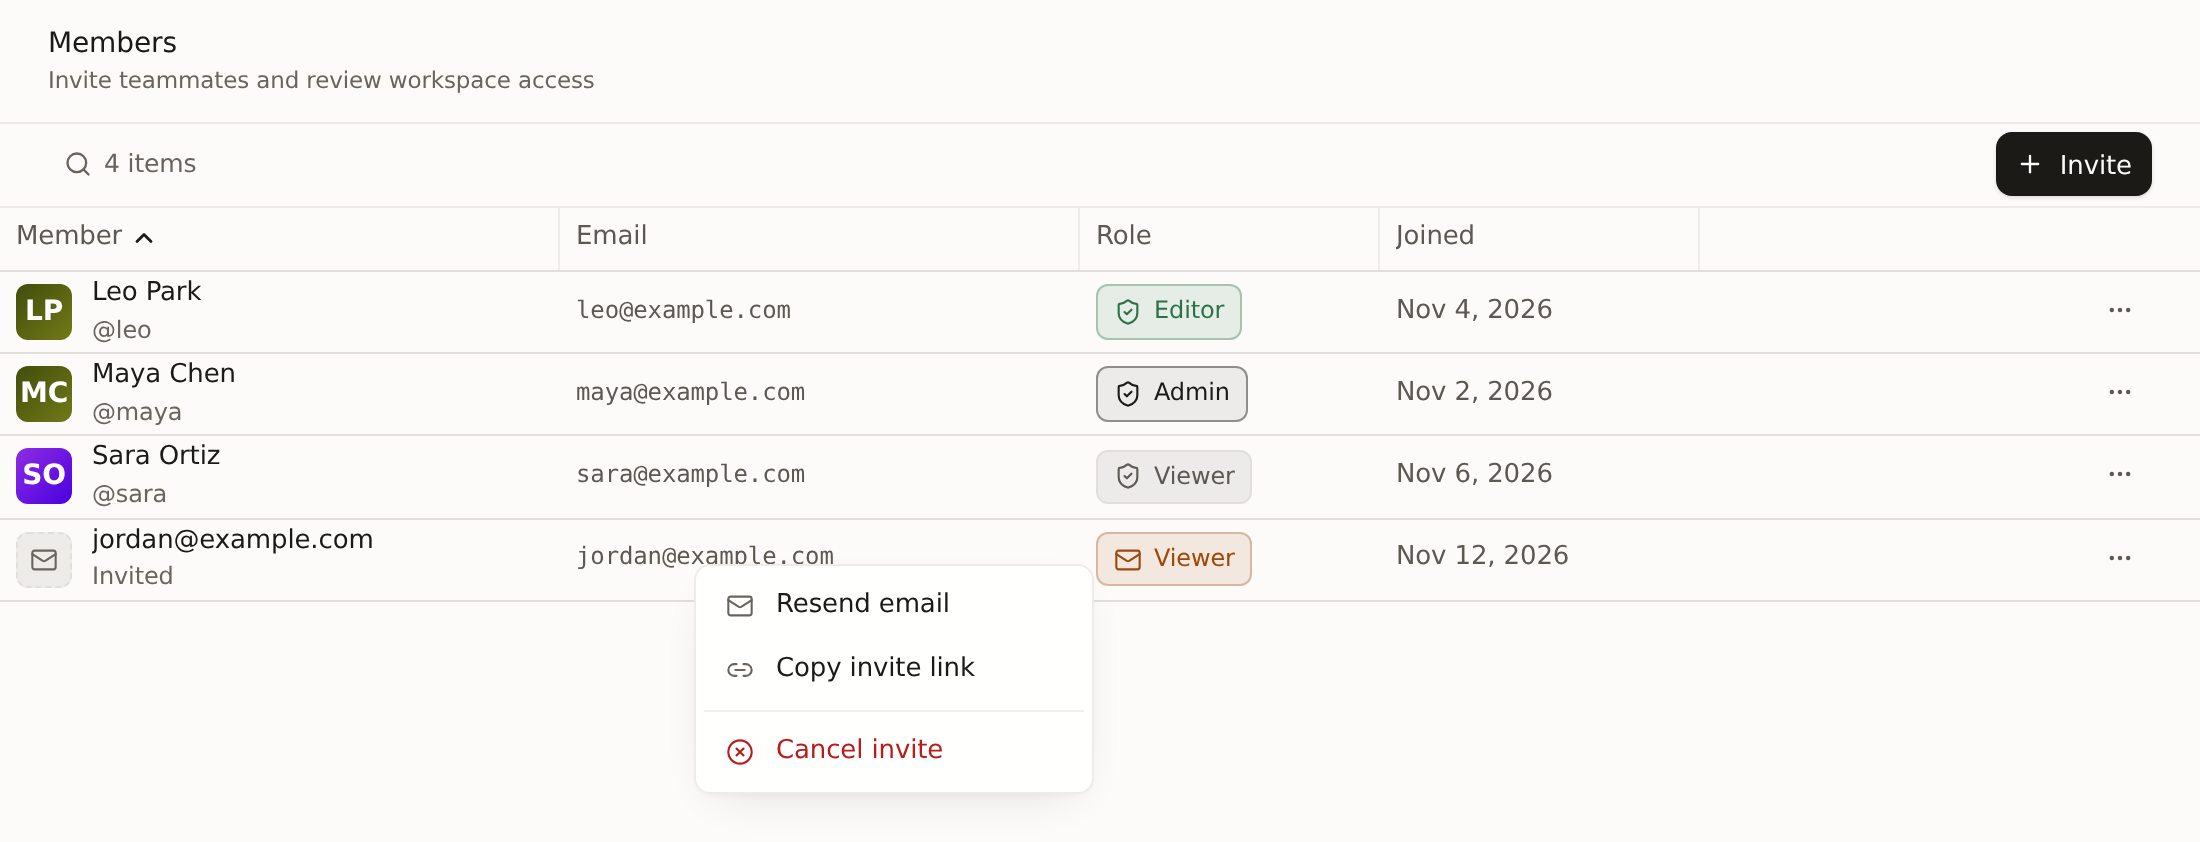 Members
Invite teammates and review workspace access
4 items
+ Invite
Member Email Role Joined
LP Leo Park leo@example.com Editor Nov 4, 2026
@leo
MC Maya Chen maya@example.com Admin Nov 2, 2026
@maya
SO Sara Ortiz sara@example.com Viewer Nov 6, 2026
@sara
jordan@example.com jordan@example.com Viewer Nov 12, 2026
Invited
Resend email
Copy invite link
Cancel invite